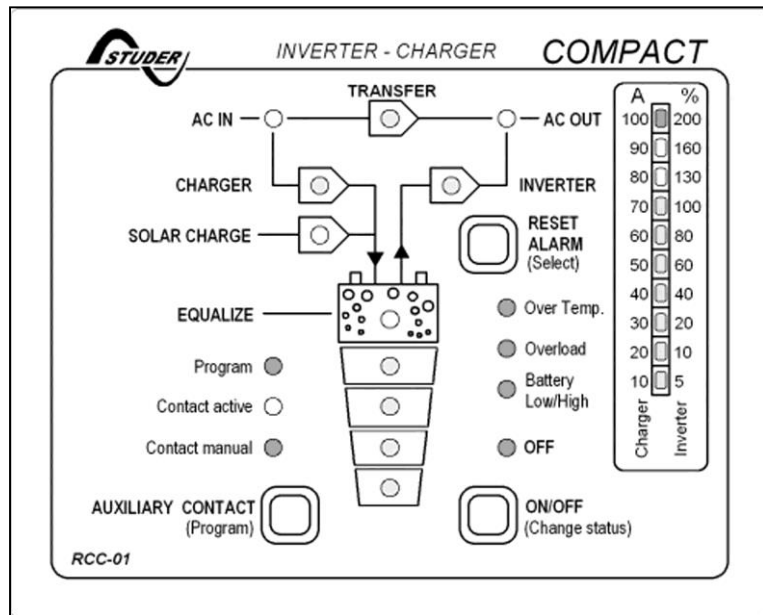 STUDER
INVERTER - CHARGER
COMPACT
TRANSFER
AC IN
AC OUT
CHARGER
INVERTER
SOLAR CHARGE
RESET
ALARM
(Select)
EQUALIZE
Over Temp.
Program
Overload
Contact active
Battery
Low/High
Contact manual
OFF
AUXILIARY CONTACT
(Program)
ON/OFF
(Change status)
RCC-01
A %
100 200
90 160
80 130
70 100
60 80
50 60
40 40
30 20
20 10
10 5
Charger
Inverter